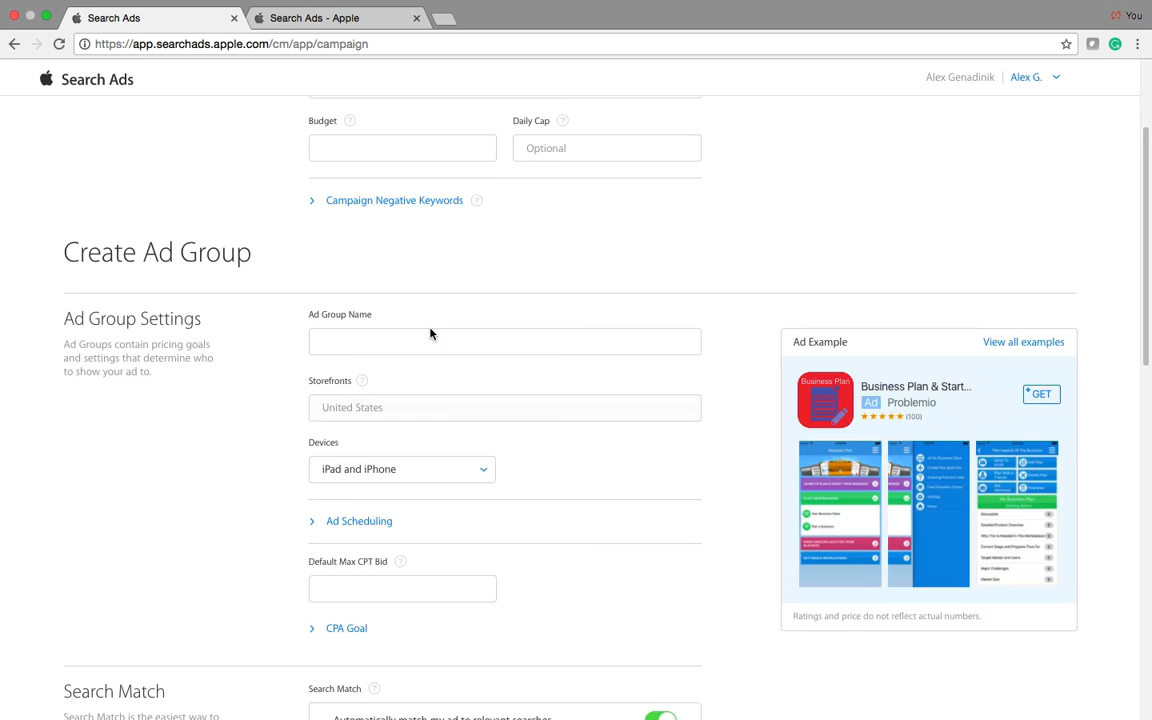 Search Ads
Search Ads - Apple
You
https://app.searchads.apple.com/cm/app/campaign
Search Ads
Alex Genadinik
Alex G.
Budget ?
Daily Cap ?
Optional
Campaign Negative Keywords ?
Create Ad Group
Ad Group Settings
Ad Groups contain pricing goals
and settings that determine who
to show your ad to.
Ad Group Name
Storefronts ?
United States
Devices
iPad and iPhone
Ad Scheduling
Default Max CPT Bid ?
CPA Goal
Ad Example
View all examples
Business Plan
Business Plan & Start...
Ad Problemio
(100)
+ GET
Ratings and price do not reflect actual numbers.
Search Match
Search Match is the easiest way to
Search Match ?
Automatically match my ad to relevant searches